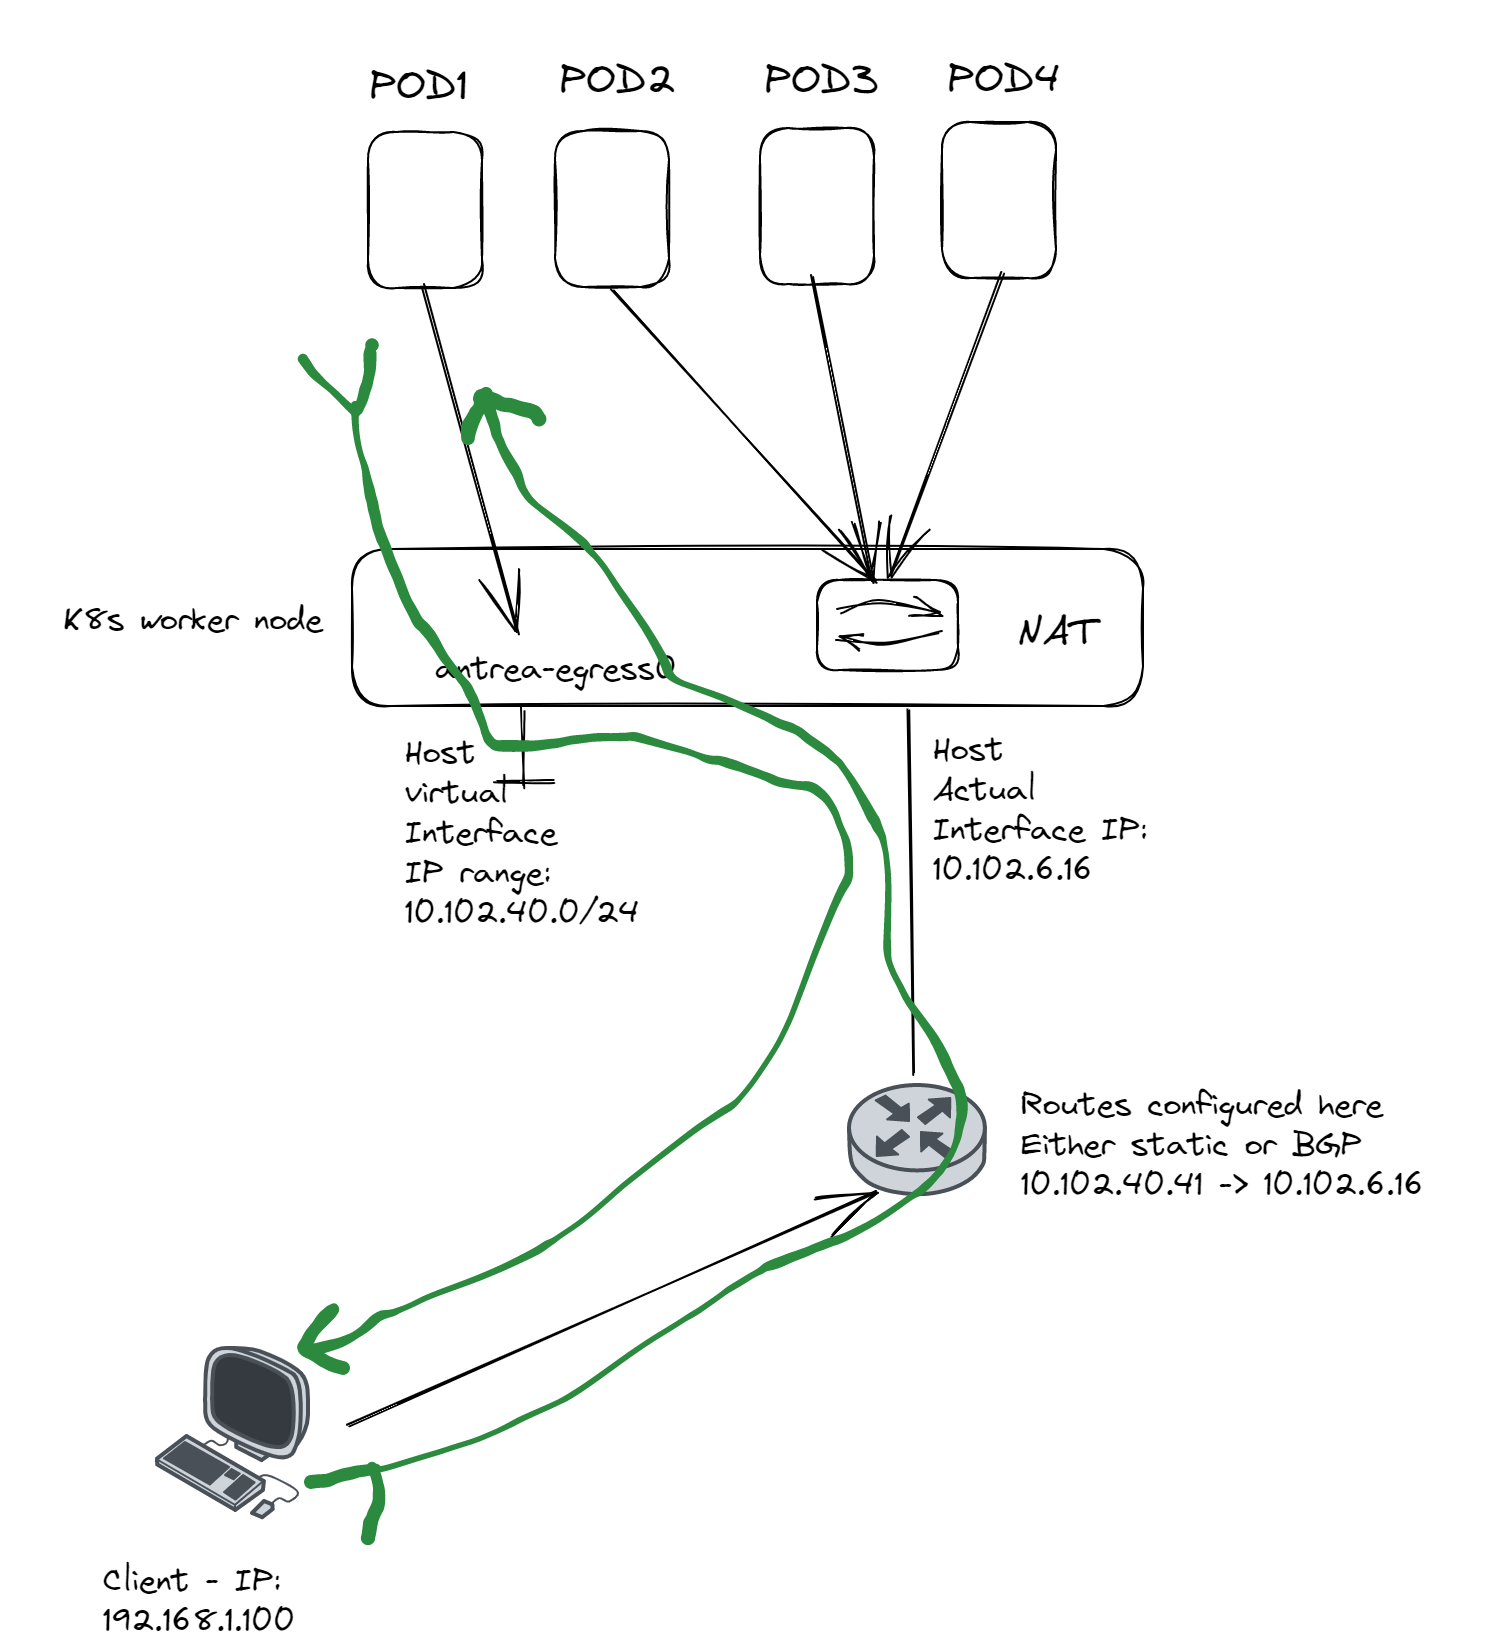 POD1
POD2
POD3
POD4
K8s worker node
antrea-egress0
NAT
Host
virtual
Interface
IP range:
10.102.40.0/24
Host
Actual
Interface IP:
10.102.6.16
Routes configured here
Either static or BGP
10.102.40.41 -> 10.102.6.16
Client - IP:
192.168.1.100